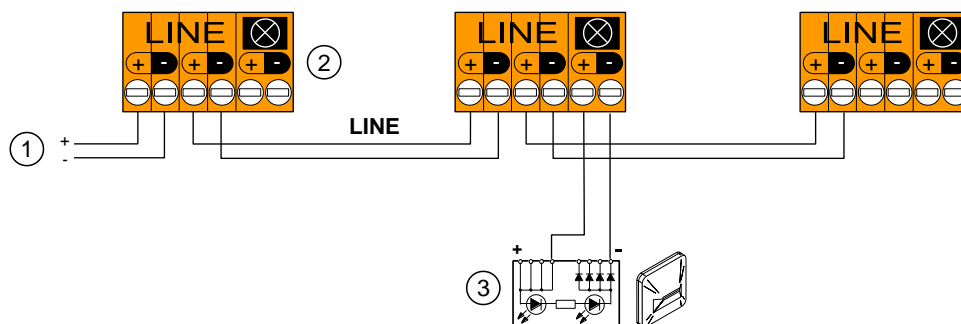 LINE LINE LINE
+ - + - + - + - + - + - + - + - + -
2
LINE
1 +
-
+ -
3